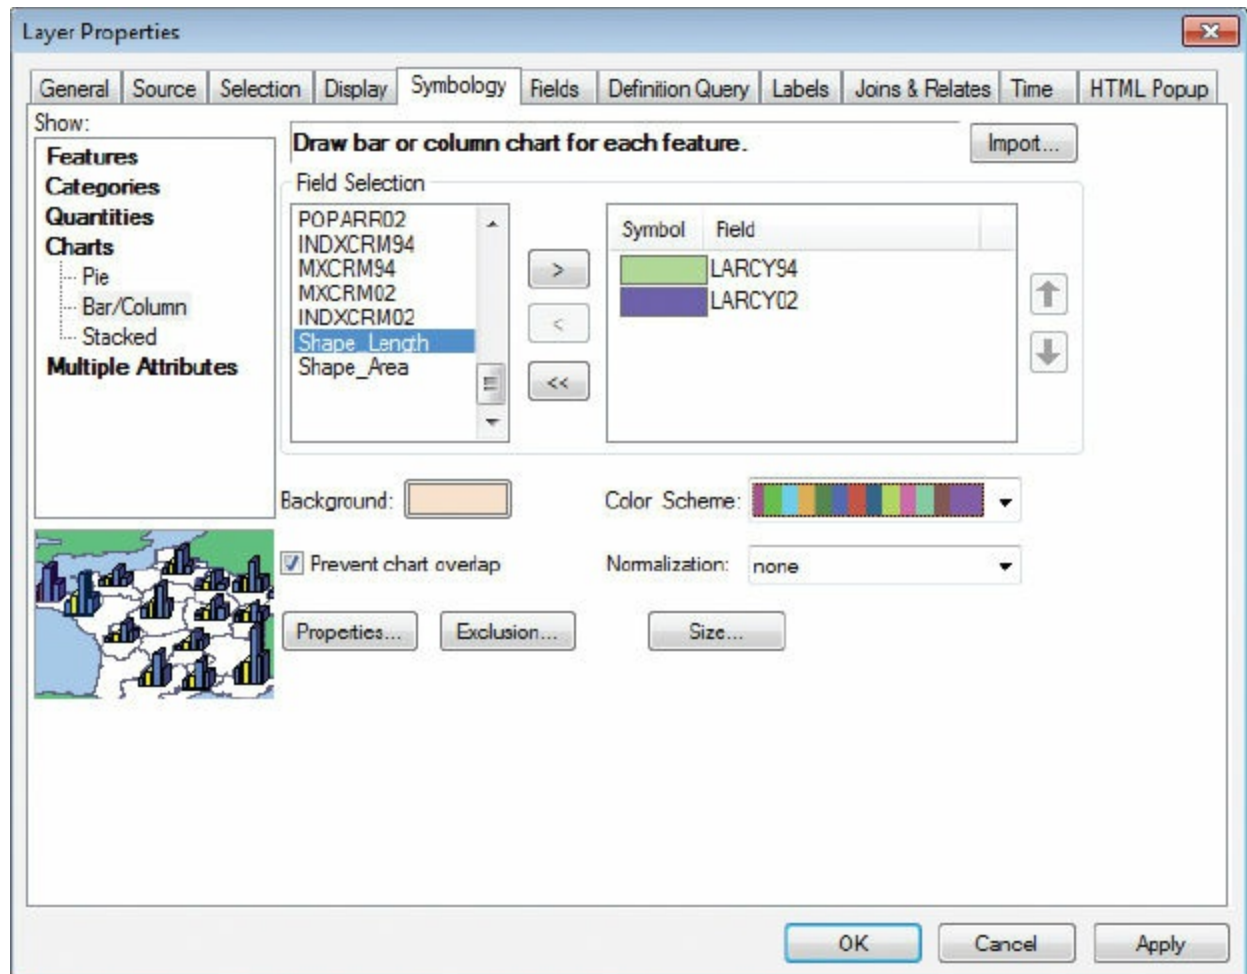 Layer Properties
General Source Selection Display Symbology Fields Definition Query Labels Joins & Relates Time HTML Popup
Show:
Features
Categories
Quantities
Charts
Pie
Bar/Column
Stacked
Multiple Attributes
Draw bar or column chart for each feature.
Import...
Field Selection
POPARR02
INDXCRM94
MXCRM94
MXCRM02
INDXCRM02
Shape_Length
Shape_Area
>
<
<<
Symbol Field
LARCY94
LARCY02
Background:
Color Scheme:
Prevent chart overlap
Normalization: none
Properties... Exclusion... Size...
OK Cancel Apply